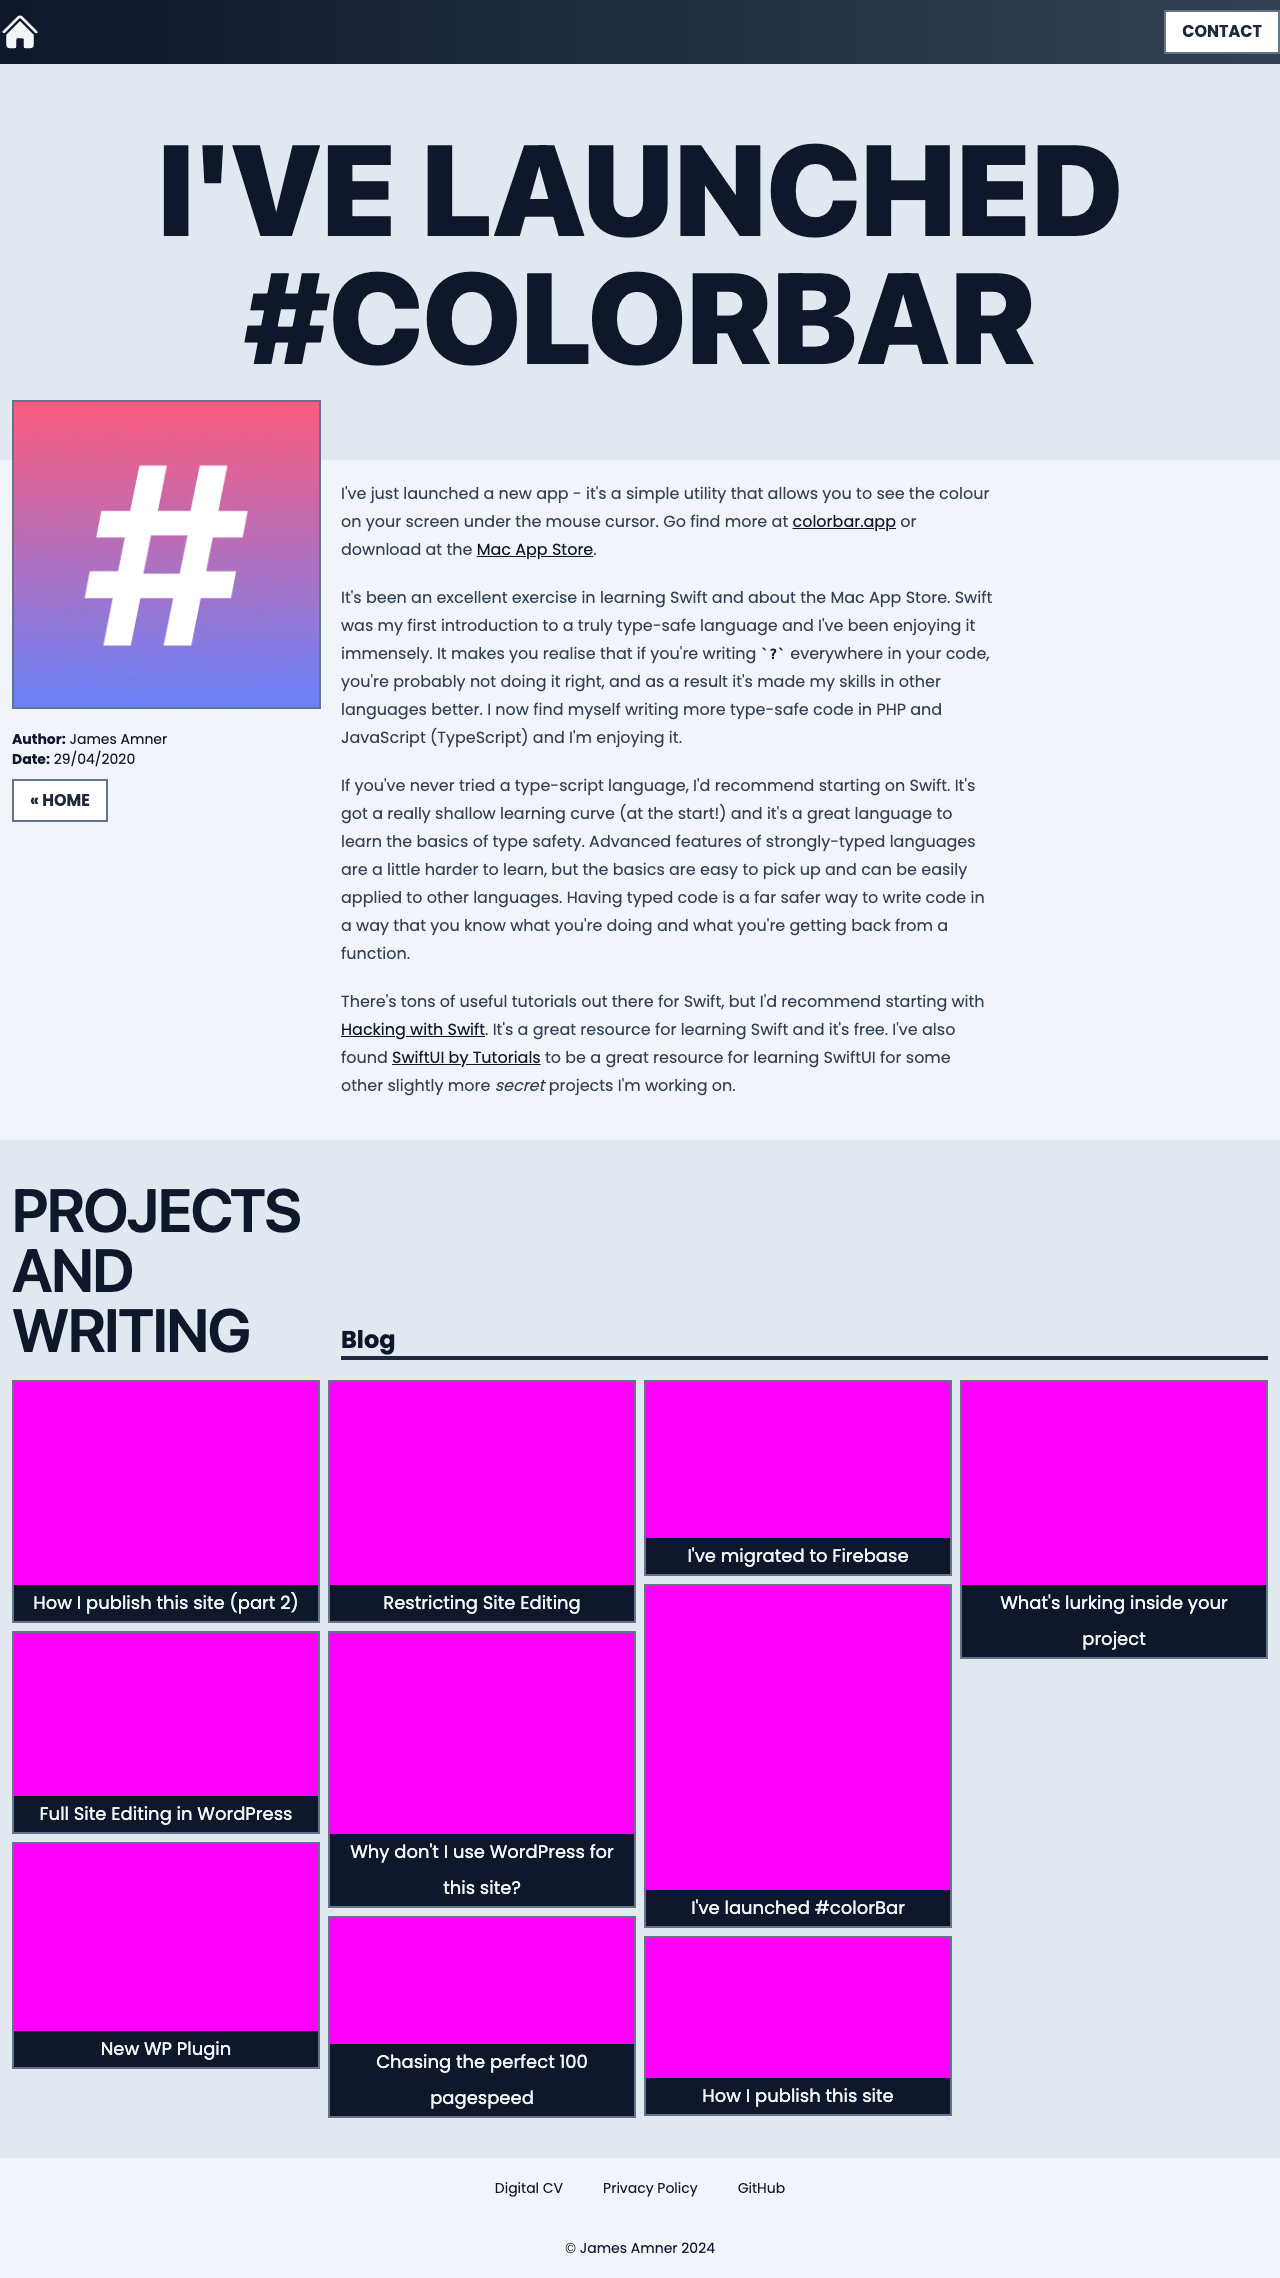 CONTACT
I'VE LAUNCHED
#COLORBAR
#
Author: James Amner
Date: 29/04/2020
« HOME
I've just launched a new app - it's a simple utility that allows you to see the colour
on your screen under the mouse cursor. Go find more at colorbar.app or
download at the Mac App Store.
It's been an excellent exercise in learning Swift and about the Mac App Store. Swift
was my first introduction to a truly type-safe language and I've been enjoying it
immensely. It makes you realise that if you're writing `?` everywhere in your code,
you're probably not doing it right, and as a result it's made my skills in other
languages better. I now find myself writing more type-safe code in PHP and
JavaScript (TypeScript) and I'm enjoying it.
If you've never tried a type-script language, I'd recommend starting on Swift. It's
got a really shallow learning curve (at the start!) and it's a great language to
learn the basics of type safety. Advanced features of strongly-typed languages
are a little harder to learn, but the basics are easy to pick up and can be easily
applied to other languages. Having typed code is a far safer way to write code in
a way that you know what you're doing and what you're getting back from a
function.
There's tons of useful tutorials out there for Swift, but I'd recommend starting with
Hacking with Swift. It's a great resource for learning Swift and it's free. I've also
found SwiftUI by Tutorials to be a great resource for learning SwiftUI for some
other slightly more secret projects I'm working on.
PROJECTS
AND
WRITING
Blog
How I publish this site (part 2)
Full Site Editing in WordPress
New WP Plugin
Restricting Site Editing
Why don't I use WordPress for
this site?
Chasing the perfect 100
pagespeed
I've migrated to Firebase
I've launched #colorBar
How I publish this site
What's lurking inside your
project
Digital CV
Privacy Policy
GitHub
© James Amner 2024